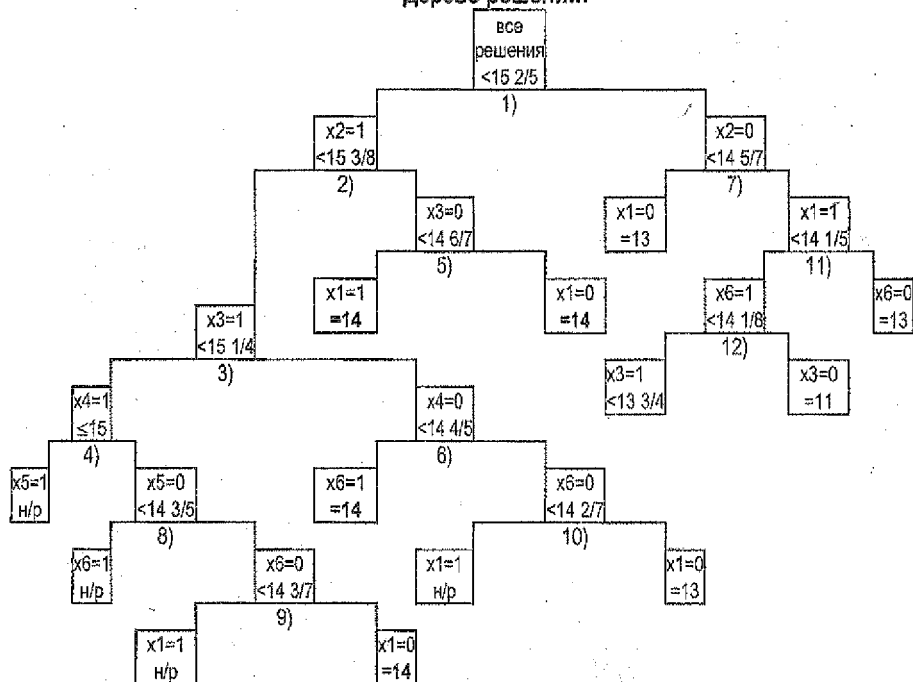 Дерево решений:
все
решения
<15 2/5
1)
x2=1
<15 3/8
2)
x2=0
<14 5/7
7)
x3=0
<14 6/7
5)
x1=0
=13
x1=1
<14 1/5
11)
x3=1
<15 1/4
3)
x1=1
=14
x1=0
=14
x6=1
<14 1/8
12)
x6=0
=13
x4=1
≤15
4)
x4=0
<14 4/5
6)
x3=1
<13 3/4
x3=0
=11
x5=1
н/р
x5=0
<14 3/5
8)
x6=1
=14
x6=0
<14 2/7
10)
x6=1
н/р
x6=0
<14 3/7
9)
x1=1
н/р
x1=0
=13
x1=1
н/р
x1=0
=14